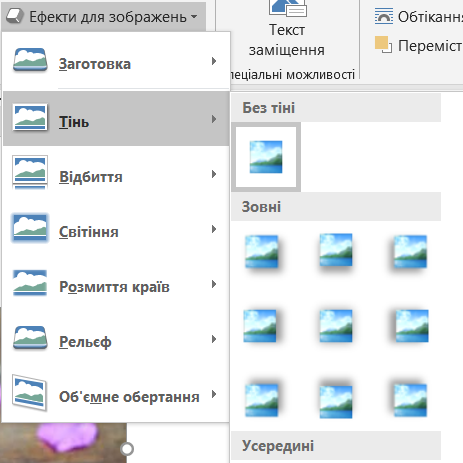 Ефекти для зображень
Заготовка
Тінь
Відбиття
Світіння
Розмиття країв
Рельєф
Об'ємне обертання
Текст
заміщення
пеціальні можливості
Обтікання
Переміст
Без тіні
Зовні
Усередині